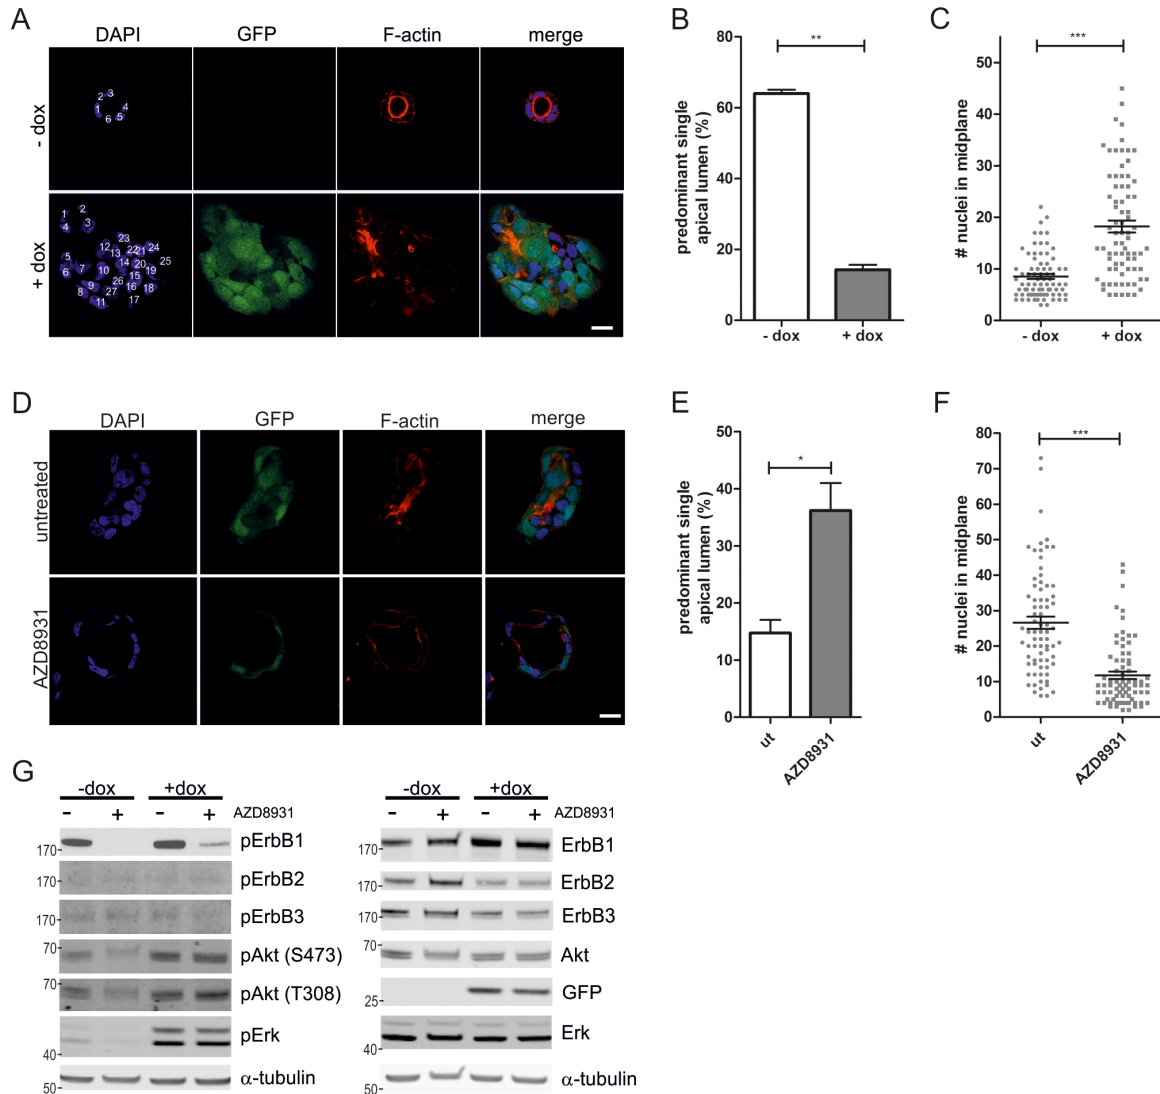 A
DAPI GFP F-actin merge
- dox
1 2 3 4 5 6
+ dox
1 2 3 4 5 6 7 8 9 10 11 12 13 14 15 16 17 18 19 20 21 22 23 24 25 26 27
B
predominant single
apical lumen (%)
80
60
40
20
0
**
- dox + dox
C
# nuclei in midplane
50
40
30
20
10
0
***
- dox + dox
D
DAPI GFP F-actin merge
untreated
AZD8931
E
predominant single
apical lumen (%)
50
40
30
20
10
0
*
ut AZD8931
F
# nuclei in midplane
80
70
60
50
40
30
20
10
0
***
ut AZD8931
G
-dox +dox
- + - + AZD8931
170- pErbB1
170- pErbB2
170- pErbB3
70- pAkt (S473)
70- pAkt (T308)
pErk
40-
50- α-tubulin
-dox +dox
- + - + AZD8931
170- ErbB1
170- ErbB2
170- ErbB3
70- Akt
25- GFP
Erk
40-
50- α-tubulin